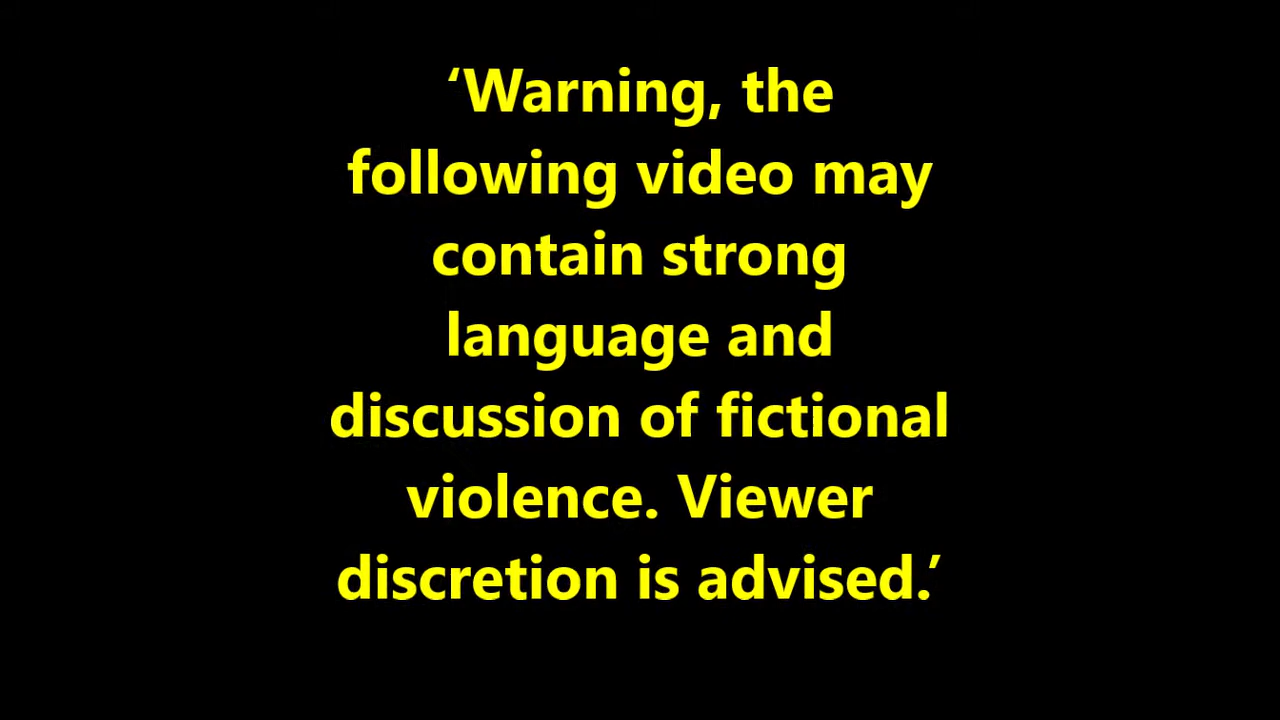 ‘Warning, the
following video may
contain strong
language and
discussion of fictional
violence. Viewer
discretion is advised.’